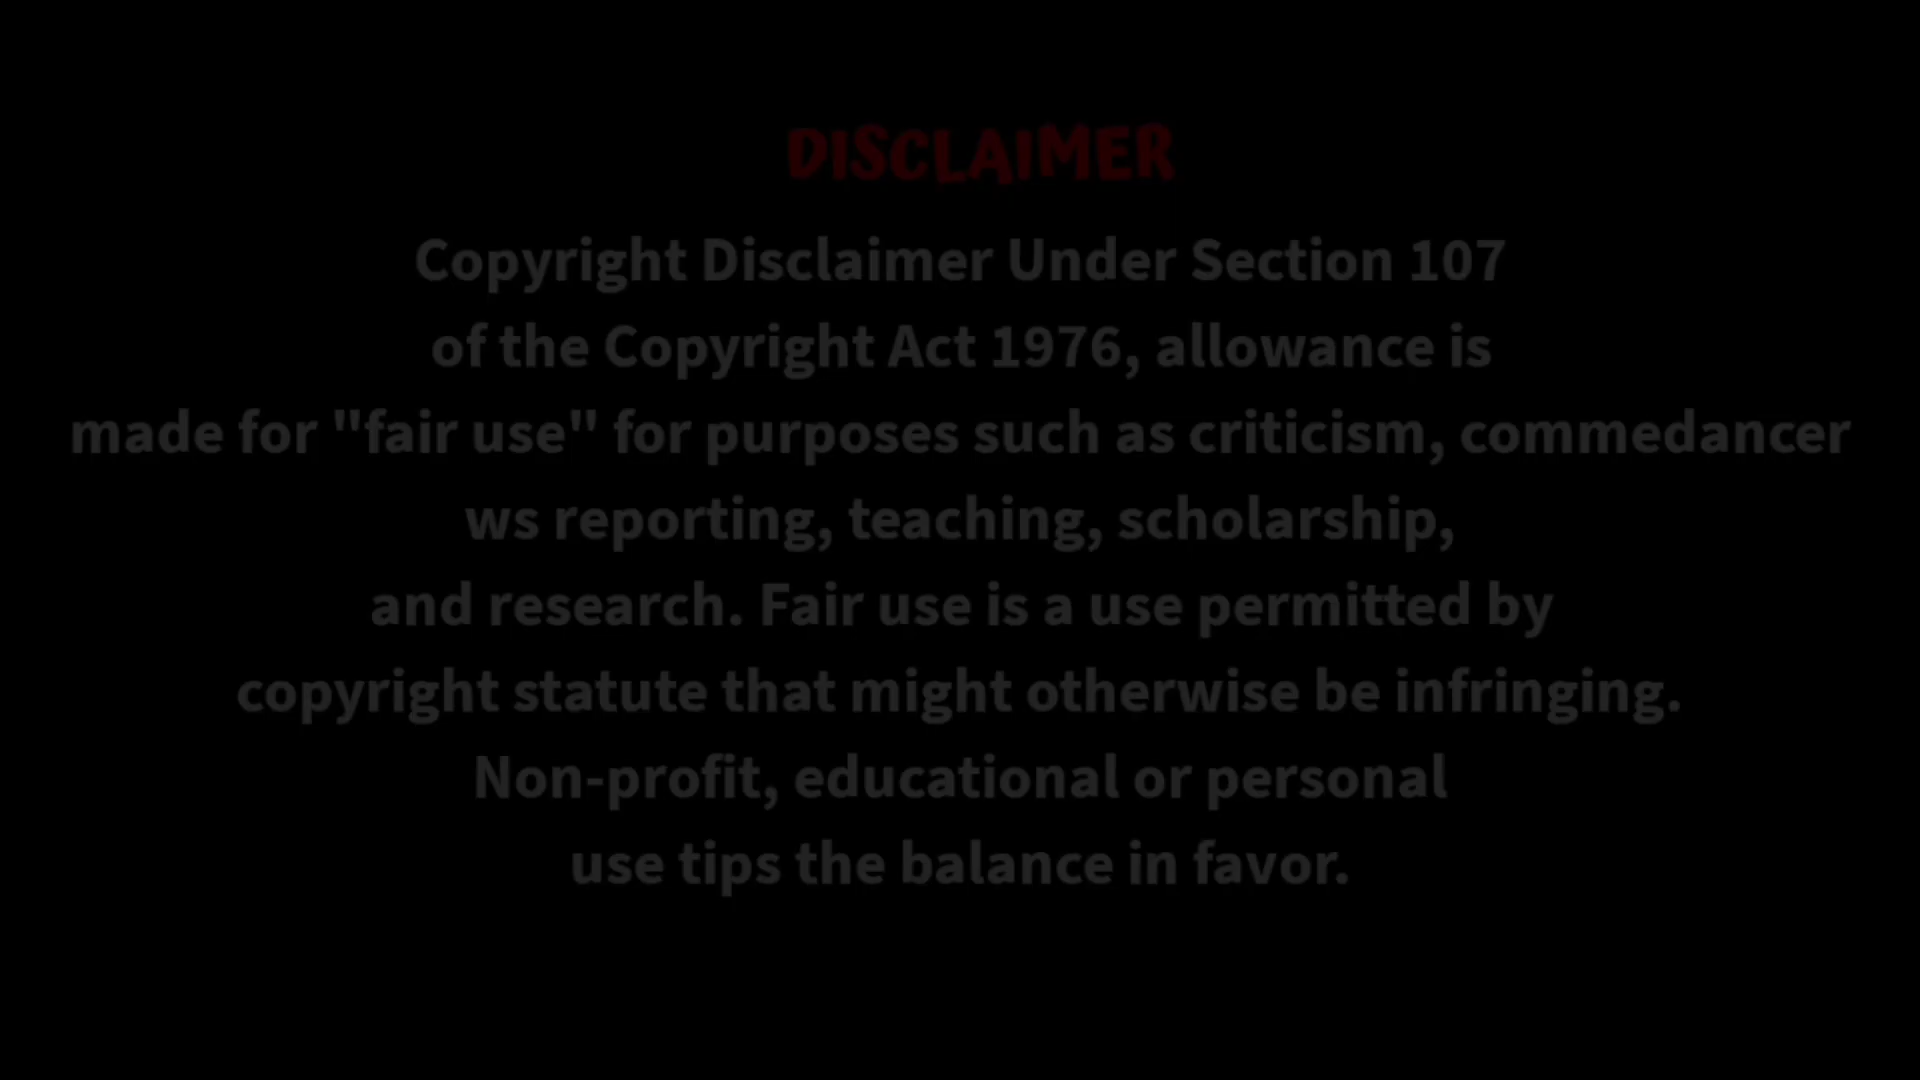 DISCLAIMER
Copyright Disclaimer Under Section 107
of the Copyright Act 1976, allowance is
made for "fair use" for purposes such as criticism, commedancer
ws reporting, teaching, scholarship,
and research. Fair use is a use permitted by
copyright statute that might otherwise be infringing.
Non-profit, educational or personal
use tips the balance in favor.